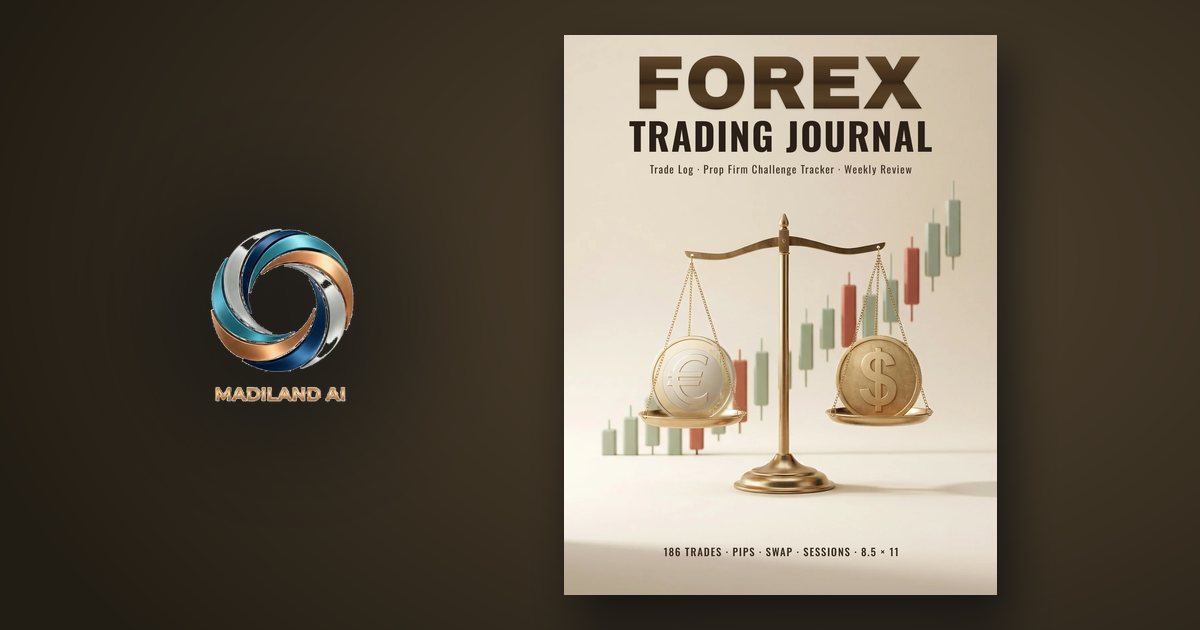 MADILAND AI
FOREX
TRADING JOURNAL
Trade Log · Prop Firm Challenge Tracker · Weekly Review
€
$
186 TRADES · PIPS · SWAP · SESSIONS · 8.5 × 11